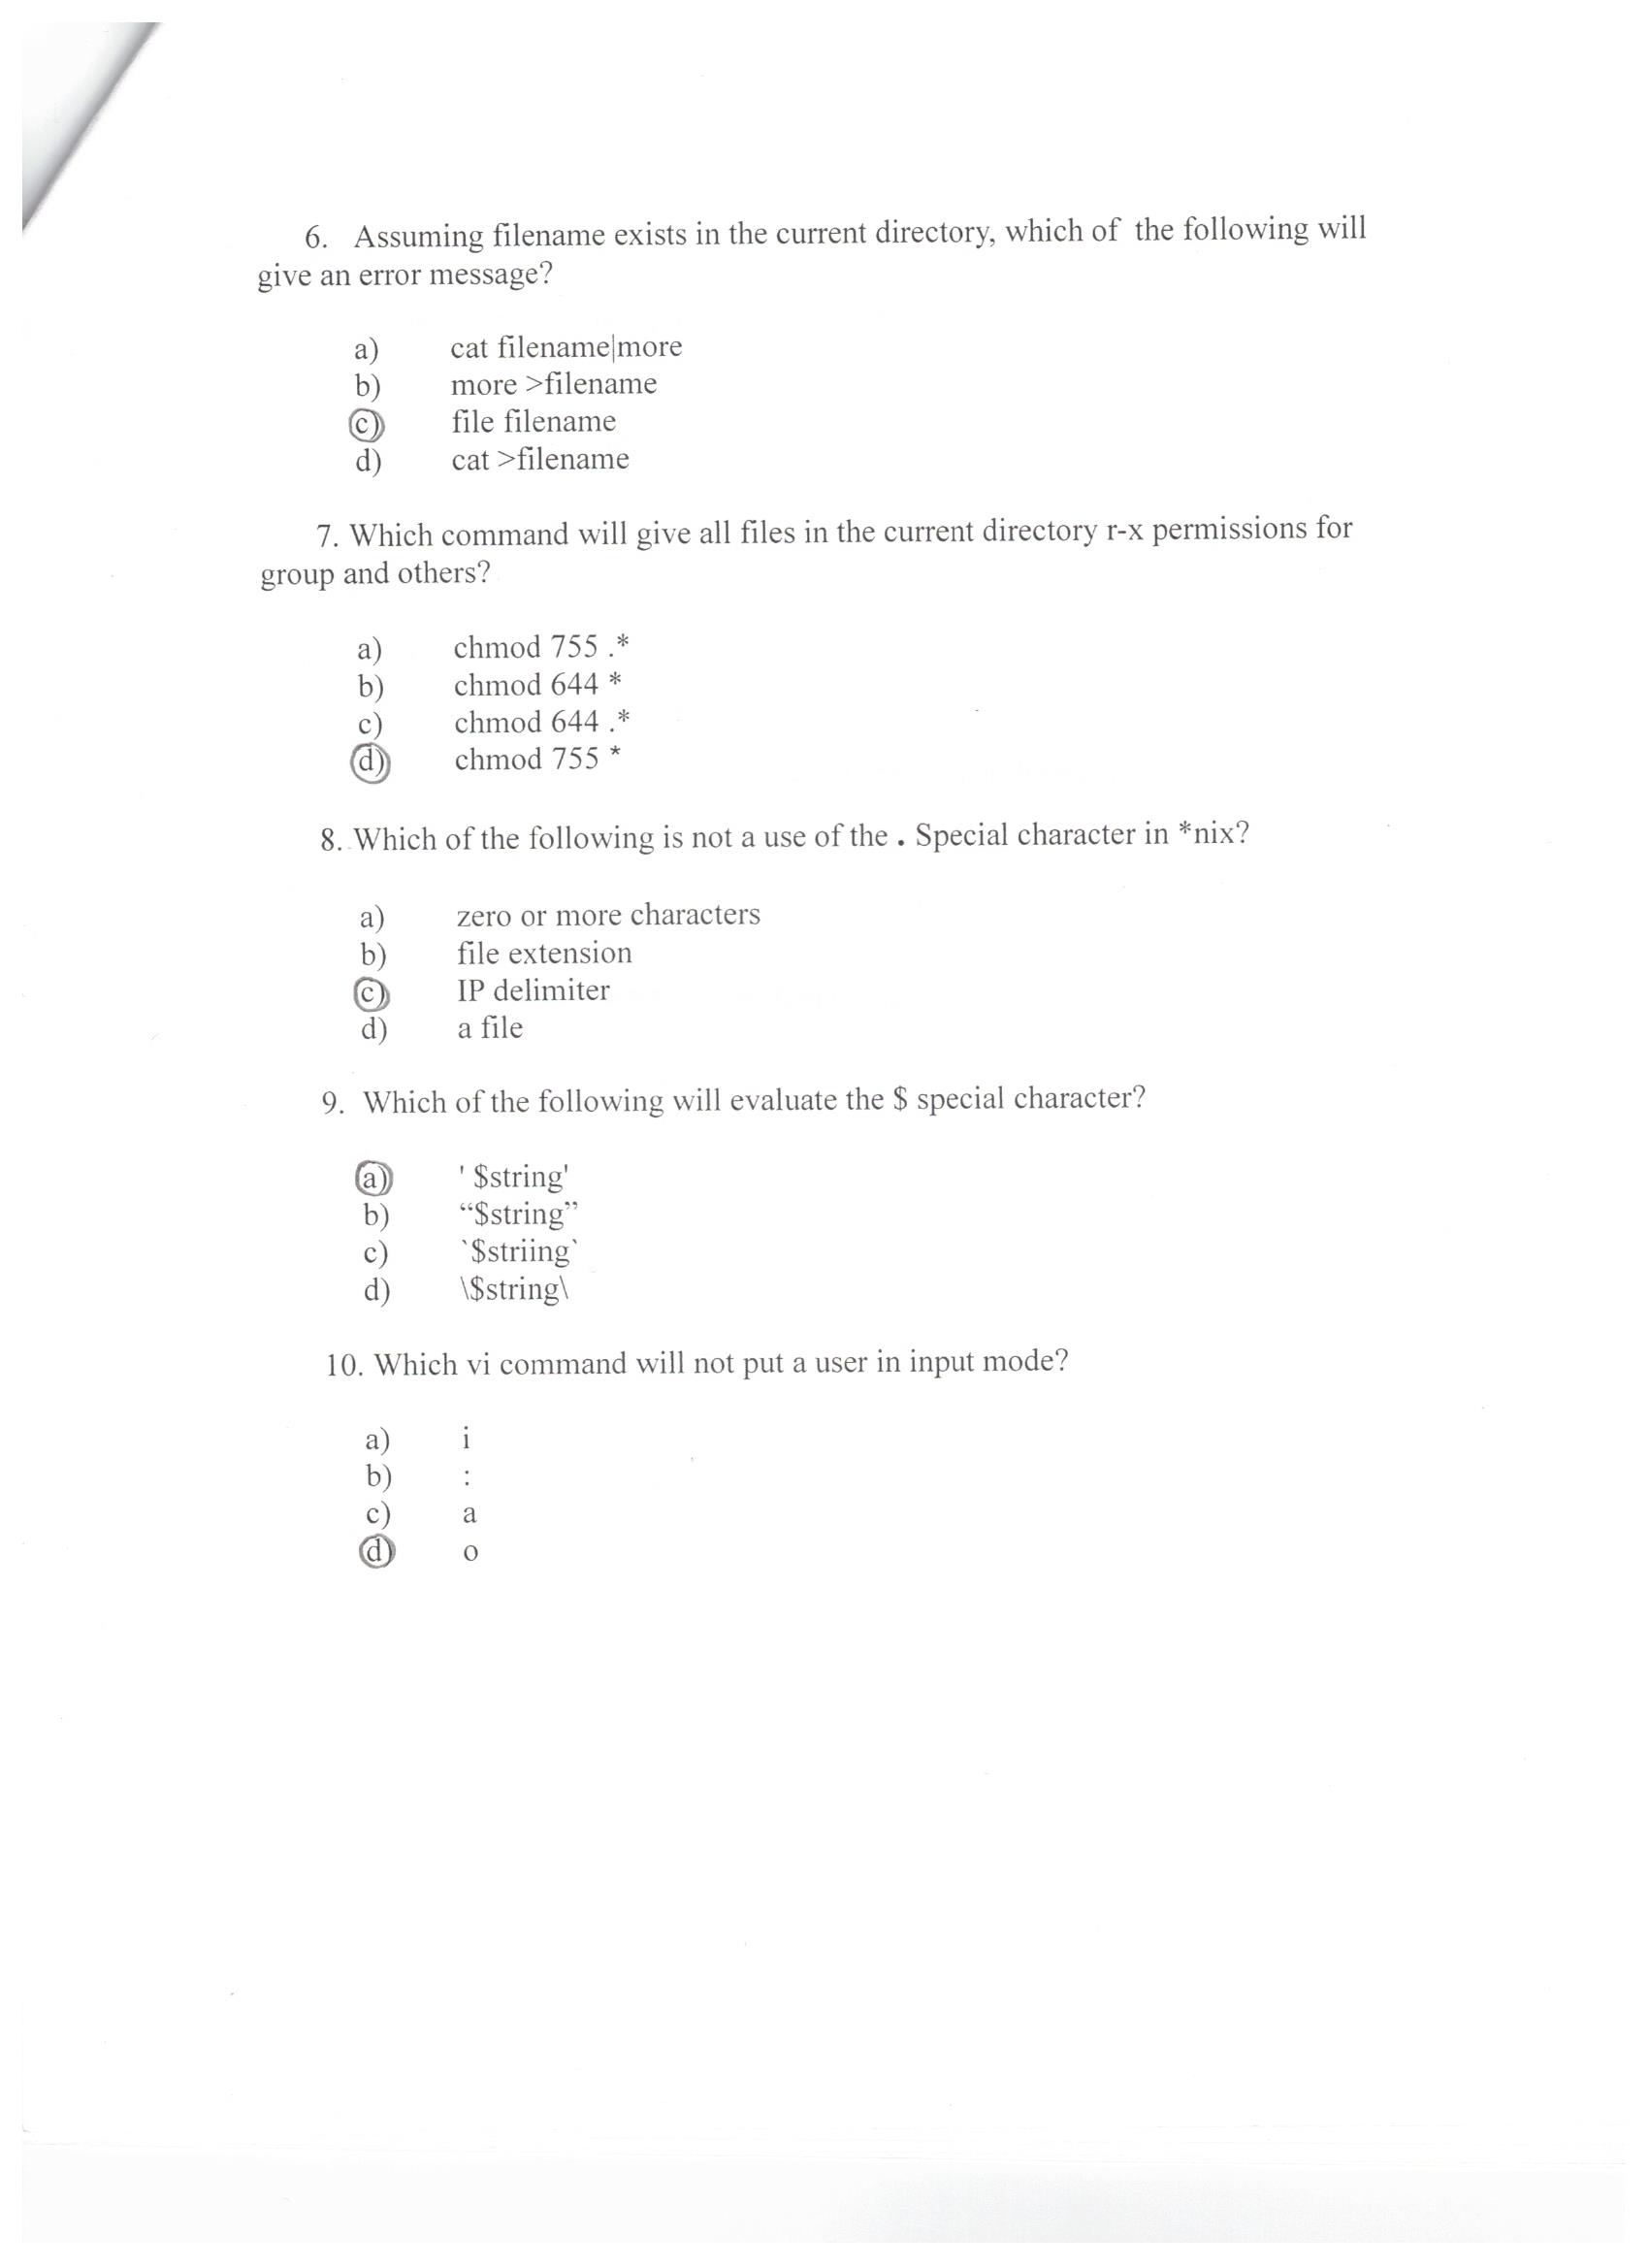 6. Assuming filename exists in the current directory, which of the following will
give an error message?
a) cat filename|more
b) more >filename
c) file filename
d) cat >filename
7. Which command will give all files in the current directory r-x permissions for
group and others?
a) chmod 755 .*
b) chmod 644 *
c) chmod 644 .*
d) chmod 755 *
8. Which of the following is not a use of the . Special character in *nix?
a) zero or more characters
b) file extension
c) IP delimiter
d) a file
9. Which of the following will evaluate the $ special character?
a) ' $string'
b) “$string”
c) `$striing`
d) \$string\
10. Which vi command will not put a user in input mode?
a) i
b) :
c) a
d) o